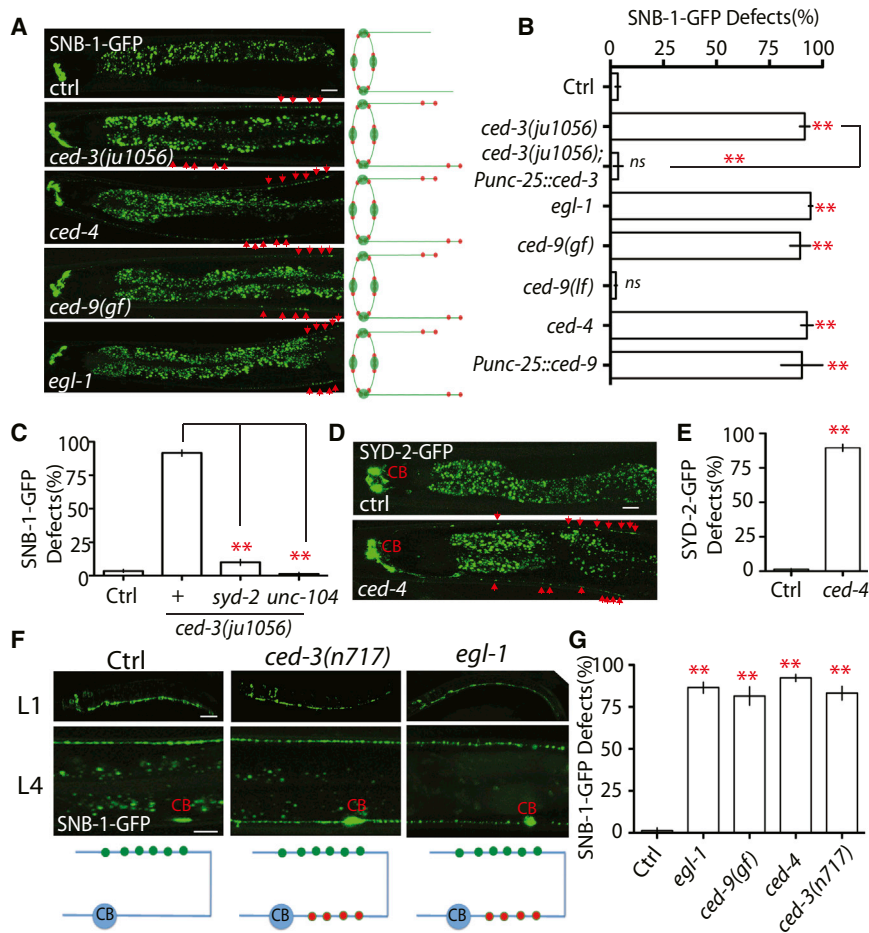 A
SNB-1-GFP
ctrl
ced-3(ju1056)
ced-4
ced-9(gf)
egl-1
B
SNB-1-GFP Defects(%)
0 25 50 75 100
Ctrl
ced-3(ju1056)
**
ced-3(ju1056);
Punc-25::ced-3
ns
**
egl-1
**
ced-9(gf)
**
ced-9(lf)
ns
ced-4
**
Punc-25::ced-9
**
C
SNB-1-GFP
Defects(%)
100
75
50
25
0
**
**
Ctrl + syd-2 unc-104
ced-3(ju1056)
D
SYD-2-GFP
CB
ctrl
CB
ced-4
E
SYD-2-GFP
Defects(%)
100
75
50
25
0
**
Ctrl ced-4
F
Ctrl ced-3(n717) egl-1
L1
L4
CB
CB
CB
SNB-1-GFP
CB
CB
CB
G
SNB-1-GFP Defects(%)
100
75
50
25
0
**
**
**
**
Ctrl
egl-1
ced-9(gf)
ced-4
ced-3(n717)